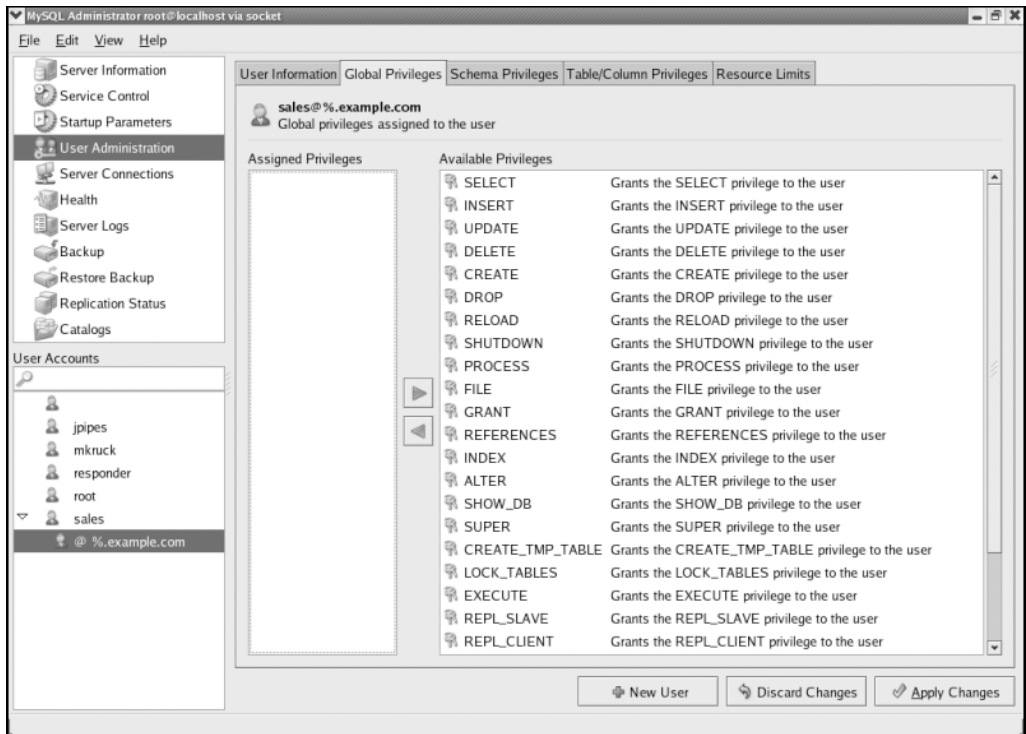 MySQL Administrator root@localhost via socket
File Edit View Help
Server Information
Service Control
Startup Parameters
User Administration
Server Connections
Health
Server Logs
Backup
Restore Backup
Replication Status
Catalogs
User Accounts
jpipes
mkruck
responder
root
sales
@ %.example.com
User Information Global Privileges Schema Privileges Table/Column Privileges Resource Limits
sales@%.example.com
Global privileges assigned to the user
Assigned Privileges
Available Privileges
SELECT Grants the SELECT privilege to the user
INSERT Grants the INSERT privilege to the user
UPDATE Grants the UPDATE privilege to the user
DELETE Grants the DELETE privilege to the user
CREATE Grants the CREATE privilege to the user
DROP Grants the DROP privilege to the user
RELOAD Grants the RELOAD privilege to the user
SHUTDOWN Grants the SHUTDOWN privilege to the user
PROCESS Grants the PROCESS privilege to the user
FILE Grants the FILE privilege to the user
GRANT Grants the GRANT privilege to the user
REFERENCES Grants the REFERENCES privilege to the user
INDEX Grants the INDEX privilege to the user
ALTER Grants the ALTER privilege to the user
SHOW_DB Grants the SHOW_DB privilege to the user
SUPER Grants the SUPER privilege to the user
CREATE_TMP_TABLE Grants the CREATE_TMP_TABLE privilege to the user
LOCK_TABLES Grants the LOCK_TABLES privilege to the user
EXECUTE Grants the EXECUTE privilege to the user
REPL_SLAVE Grants the REPL_SLAVE privilege to the user
REPL_CLIENT Grants the REPL_CLIENT privilege to the user
New User Discard Changes Apply Changes